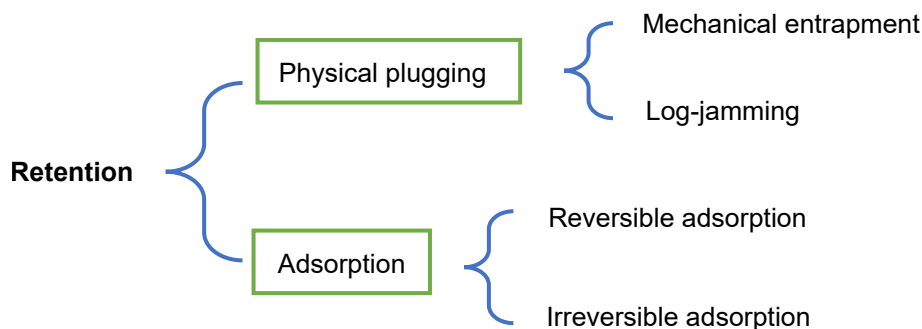 Mechanical entrapment
Physical plugging
Log-jamming
Retention
Reversible adsorption
Adsorption
Irreversible adsorption